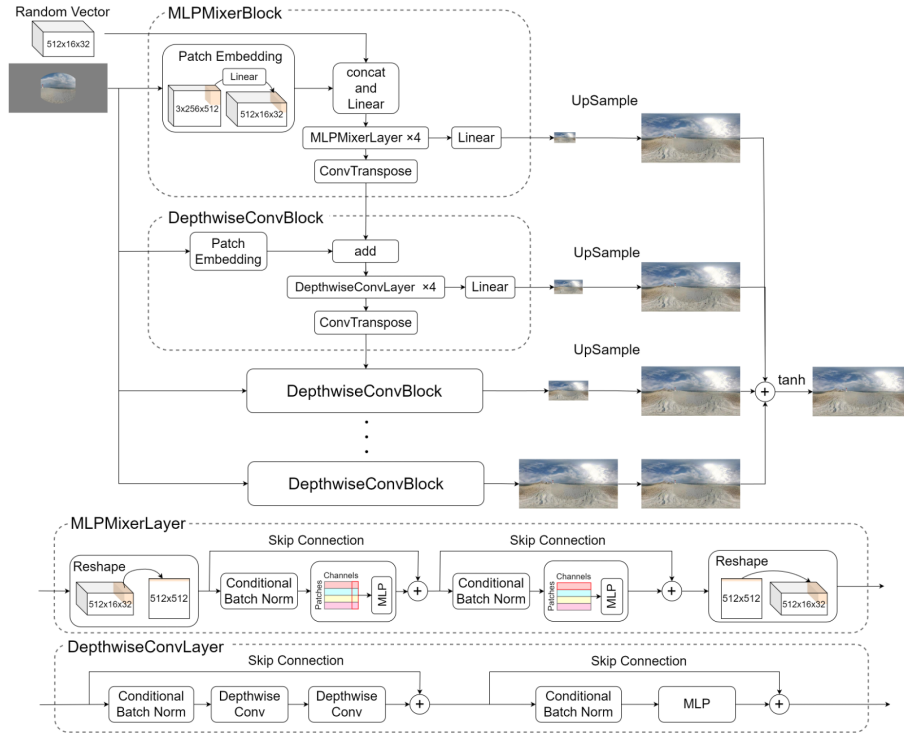 Random Vector
512x16x32
MLPMixerBlock
Patch Embedding
Linear
3x256x512
512x16x32
concat
and
Linear
MLPMixerLayer ×4
Linear
ConvTranspose
UpSample
DepthwiseConvBlock
Patch
Embedding
add
DepthwiseConvLayer ×4
Linear
ConvTranspose
UpSample
DepthwiseConvBlock
UpSample
+
tanh
DepthwiseConvBlock
MLPMixerLayer
Reshape
512x16x32
512x512
Skip Connection
Conditional
Batch Norm
Channels
Patches
MLP
+
Skip Connection
Conditional
Batch Norm
Channels
Patches
MLP
+
Reshape
512x512
512x16x32
DepthwiseConvLayer
Skip Connection
Conditional
Batch Norm
Depthwise
Conv
Depthwise
Conv
+
Skip Connection
Conditional
Batch Norm
MLP
+